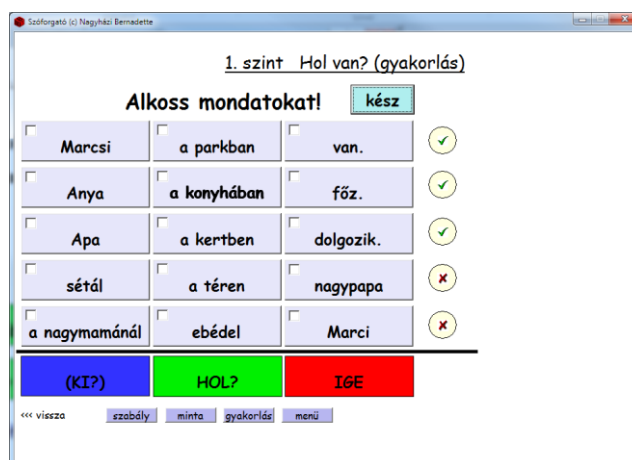 Szóforgató (c) Nagyházi Bernadette
1. szint Hol van? (gyakorlás)
Alkoss mondatokat! kész
Marcsi a parkban van.
Anya a konyhában főz.
Apa a kertben dolgozik.
sétál a téren nagypapa
a nagymamánál ebédel Marci
(KI?) HOL? IGE
<<< vissza szabály minta gyakorlás menü